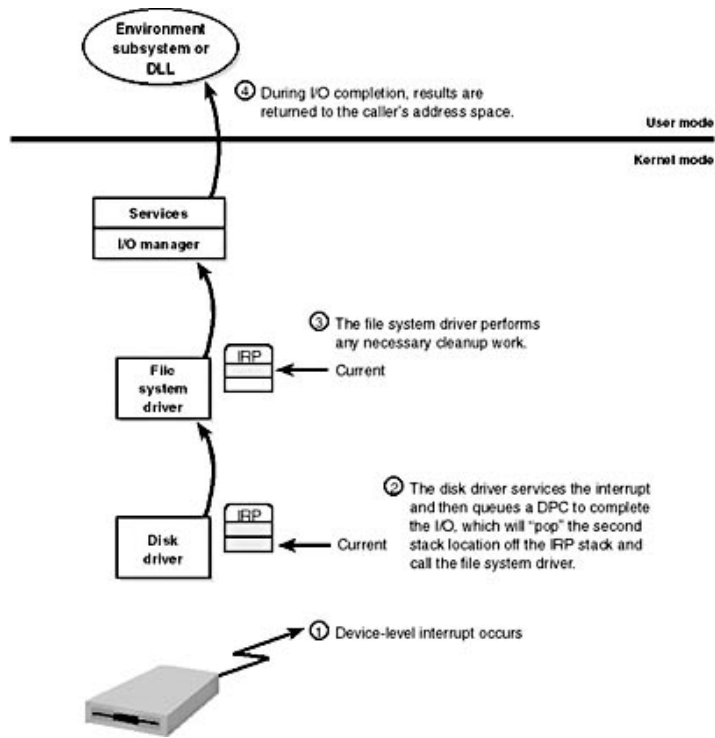 Environment
subsystem or
DLL
④ During I/O completion, results are
returned to the caller's address space.
User mode
Kernel mode
Services
I/O manager
③ The file system driver performs
any necessary cleanup work.
IRP
Current
File
system
driver
② The disk driver services the interrupt
and then queues a DPC to complete
the I/O, which will “pop” the second
stack location off the IRP stack and
call the file system driver.
IRP
Current
Disk
driver
① Device-level interrupt occurs